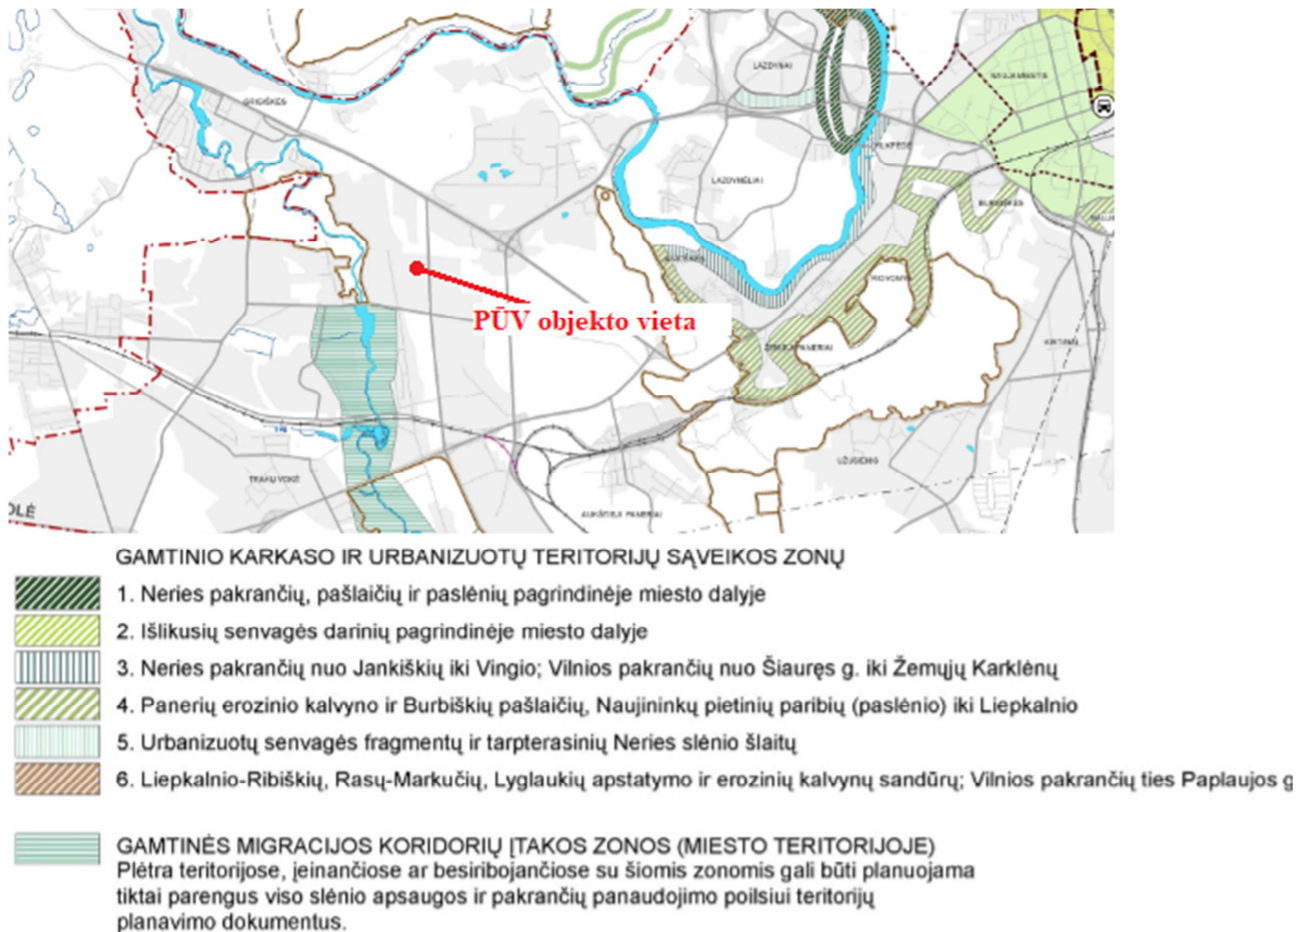 LAZDYNAI
NAUJAMIESTIS
GRIGIŠKĖS
LAZDYNĖLIAI
PŪV objekto vieta
KIRTIMAI
UŽUSIENIS
TRAKŲ VOKĖ
AUKŠTIEJI PANERIAI
OLĖ
GAMTINIO KARKASO IR URBANIZUOTŲ TERITORIJŲ SĄVEIKOS ZONŲ
1. Neries pakrančių, pašlaičių ir paslėnių pagrindinėje miesto dalyje
2. Išlikusių senvagės darinių pagrindinėje miesto dalyje
3. Neries pakrančių nuo Jankiškių iki Vingio; Vilnios pakrančių nuo Šiauręs g. iki Žemųjų Karklėnų
4. Panerių erozinio kalvyno ir Burbiškių pašlaičių, Naujininkų pietinių paribių (paslėnio) iki Liepkalnio
5. Urbanizuotų senvagės fragmentų ir tarpterasinių Neries slėnio šlaitų
6. Liepkalnio-Ribiškių, Rasų-Markučių, Lyglaukių apstatymo ir erozinių kalvynų sandūrų; Vilnios pakrančių ties Paplaujos g
GAMTINĖS MIGRACIJOS KORIDORIŲ ĮTAKOS ZONOS (MIESTO TERITORIJOJE)
Plėtra teritorijose, įeinančiose ar besiribojančiose su šiomis zonomis gali būti planuojama
tiktai parengus viso slėnio apsaugos ir pakrančių panaudojimo poilsiui teritorijų
planavimo dokumentus.